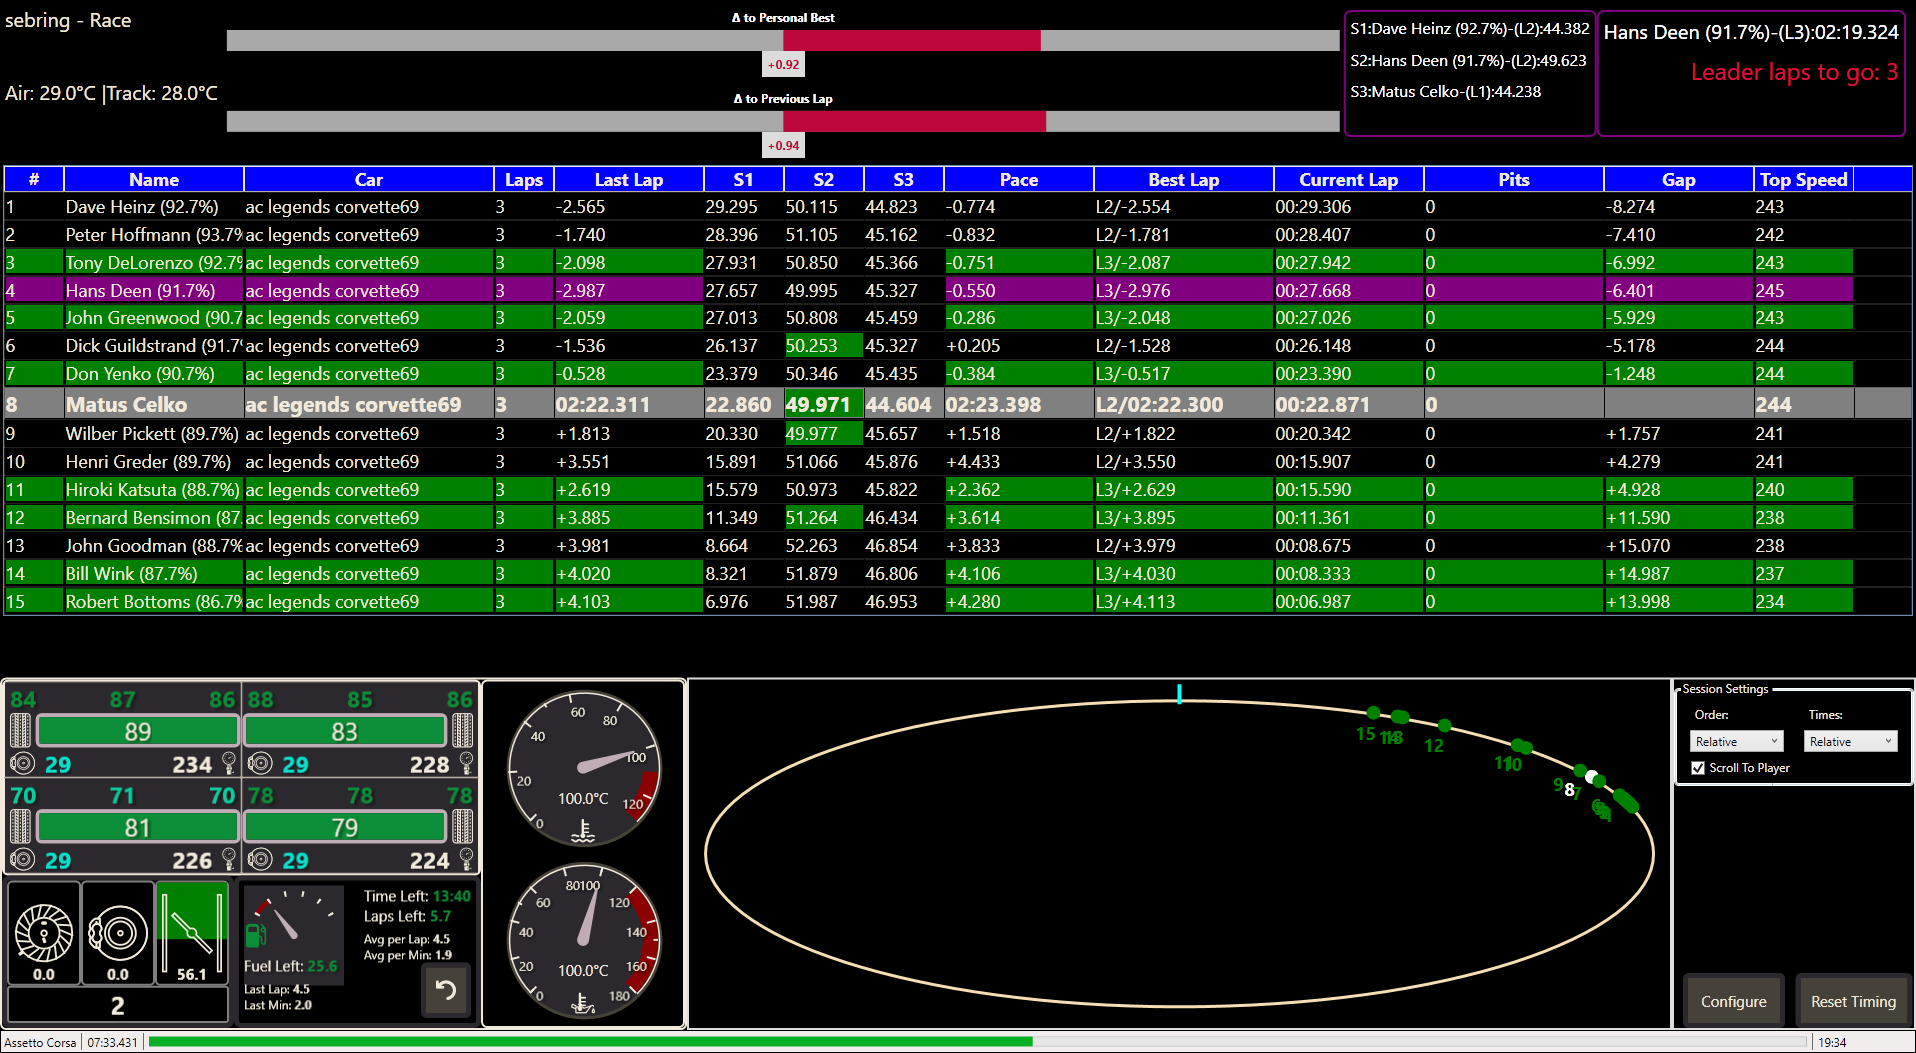 sebring - Race
Air: 29.0°C |Track: 28.0°C
Δ to Personal Best
+0.92
Δ to Previous Lap
+0.94
S1:Dave Heinz (92.7%)-(L2):44.382
S2:Hans Deen (91.7%)-(L2):49.623
S3:Matus Celko-(L1):44.238
Hans Deen (91.7%)-(L3):02:19.324
Leader laps to go: 3
# Name Car Laps Last Lap S1 S2 S3 Pace Best Lap Current Lap Pits Gap Top Speed
1 Dave Heinz (92.7%) ac legends corvette69 3 -2.565 29.295 50.115 44.823 -0.774 L2/-2.554 00:29.306 0 -8.274 243
2 Peter Hoffmann (93.7% ac legends corvette69 3 -1.740 28.396 51.105 45.162 -0.832 L2/-1.781 00:28.407 0 -7.410 242
3 Tony DeLorenzo (92.7% ac legends corvette69 3 -2.098 27.931 50.850 45.366 -0.751 L3/-2.087 00:27.942 0 -6.992 243
4 Hans Deen (91.7%) ac legends corvette69 3 -2.987 27.657 49.995 45.327 -0.550 L3/-2.976 00:27.668 0 -6.401 245
5 John Greenwood (90.7 ac legends corvette69 3 -2.059 27.013 50.808 45.459 -0.286 L3/-2.048 00:27.026 0 -5.929 243
6 Dick Guildstrand (91.7% ac legends corvette69 3 -1.536 26.137 50.253 45.327 +0.205 L2/-1.528 00:26.148 0 -5.178 244
7 Don Yenko (90.7%) ac legends corvette69 3 -0.528 23.379 50.346 45.435 -0.384 L3/-0.517 00:23.390 0 -1.248 244
8 Matus Celko ac legends corvette69 3 02:22.311 22.860 49.971 44.604 02:23.398 L2/02:22.300 00:22.871 0 244
9 Wilber Pickett (89.7%) ac legends corvette69 3 +1.813 20.330 49.977 45.657 +1.518 L2/+1.822 00:20.342 0 +1.757 241
10 Henri Greder (89.7%) ac legends corvette69 3 +3.551 15.891 51.066 45.876 +4.433 L2/+3.550 00:15.907 0 +4.279 241
11 Hiroki Katsuta (88.7%) ac legends corvette69 3 +2.619 15.579 50.973 45.822 +2.362 L3/+2.629 00:15.590 0 +4.928 240
12 Bernard Bensimon (87. ac legends corvette69 3 +3.885 11.349 51.264 46.434 +3.614 L3/+3.895 00:11.361 0 +11.590 238
13 John Goodman (88.7% ac legends corvette69 3 +3.981 8.664 52.263 46.854 +3.833 L2/+3.979 00:08.675 0 +15.070 238
14 Bill Wink (87.7%) ac legends corvette69 3 +4.020 8.321 51.879 46.806 +4.106 L3/+4.030 00:08.333 0 +14.987 237
15 Robert Bottoms (86.7% ac legends corvette69 3 +4.103 6.976 51.987 46.953 +4.280 L3/+4.113 00:06.987 0 +13.998 234
84 87 86 88 85 86
89 83
29 234 29 228
70 71 70 78 78 78
81 79
29 226 29 224
0.0 0.0 56.1
2
Fuel Left: 25.6
Last Lap: 4.5
Last Min: 2.0
Time Left: 13:40
Laps Left: 5.7
Avg per Lap: 4.5
Avg per Min: 1.9
0 20 40 60 80 100 120
100.0°C
0 20 40 60 80 100 120 140 160 180
100.0°C
15 12 11 10 9 8 7
Session Settings
Order: Times:
Relative Relative
Scroll To Player
Configure Reset Timing
Assetto Corsa 07:33.431 19:34